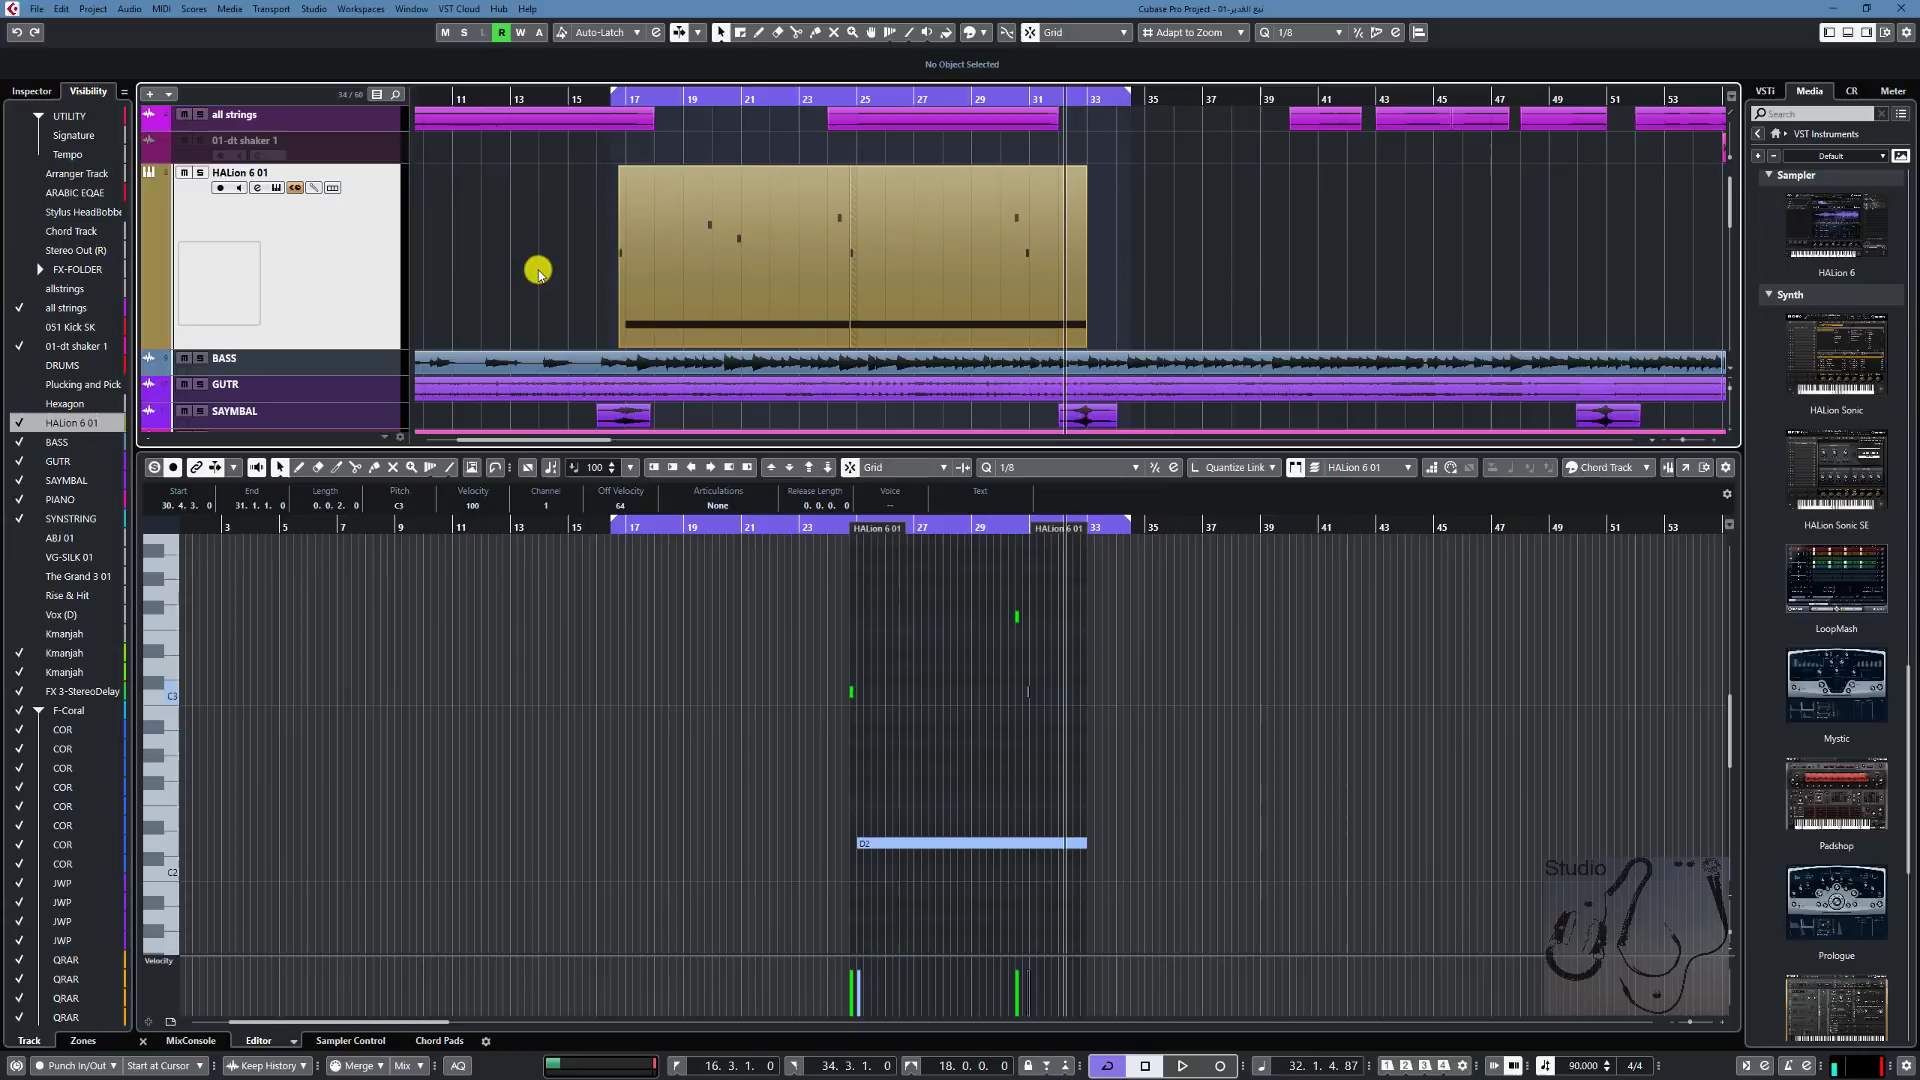 File Edit Project Audio MIDI Scores Media Transport Studio Workspaces Window VST Cloud Hub Help
Cubase Pro Project - نبع الغدير-01
M S L R W A Auto-Latch Grid Adapt to Zoom Q 1/8
No Object Selected
Inspector Visibility
UTILITY
Signature
Tempo
Arranger Track
ARABIC EQAE
Stylus HeadBobbe
Chord Track
Stereo Out (R)
FX-FOLDER
allstrings
all strings
051 Kick SK
01-dt shaker 1
DRUMS
Plucking and Pick
Hexagon
HALion 6 01
BASS
GUTR
SAYMBAL
PIANO
SYNSTRING
ABJ 01
VG-SILK 01
The Grand 3 01
Rise & Hit
Vox (D)
Kmanjah
Kmanjah
Kmanjah
FX 3-StereoDelay
F-Coral
COR
COR
COR
COR
COR
COR
COR
COR
JWP
JWP
JWP
JWP
QRAR
QRAR
QRAR
QRAR
34 / 60
11 13 15 17 19 21 23 25 27 29 31 33 35 37 39 41 43 45 47 49 51 53
M S all strings
M S 01-dt shaker 1
M S HALion 6 01
M S BASS
M S GUTR
M S SAYMBAL
100 Grid Q 1/8 Quantize Link HALion 6 01 Chord Track
Start End Length Pitch Velocity Channel Off Velocity Articulations Release Length Voice Text
30. 4. 3. 0 31. 1. 1. 0 0. 0. 2. 0 C3 100 1 64 None 0. 0. 0. 0 --
3 5 7 9 11 13 15 17 19 21 23 HALion 6 01 27 29 HALion 6 01 33 35 37 39 41 43 45 47 49 51 53
C3
D2
C2
Velocity
Studio
VSTi Media CR Meter
Search
VST Instruments
Default
Sampler
HALion 6
Synth
HALion Sonic
HALion Sonic SE
LoopMash
Mystic
Padshop
Prologue
Track Zones MixConsole Editor Sampler Control Chord Pads
Punch In/Out Start at Cursor Keep History Merge Mix AQ 16. 3. 1. 0 34. 3. 1. 0 18. 0. 0. 0 32. 1. 4. 87 1 2 3 4 90.000 4/4